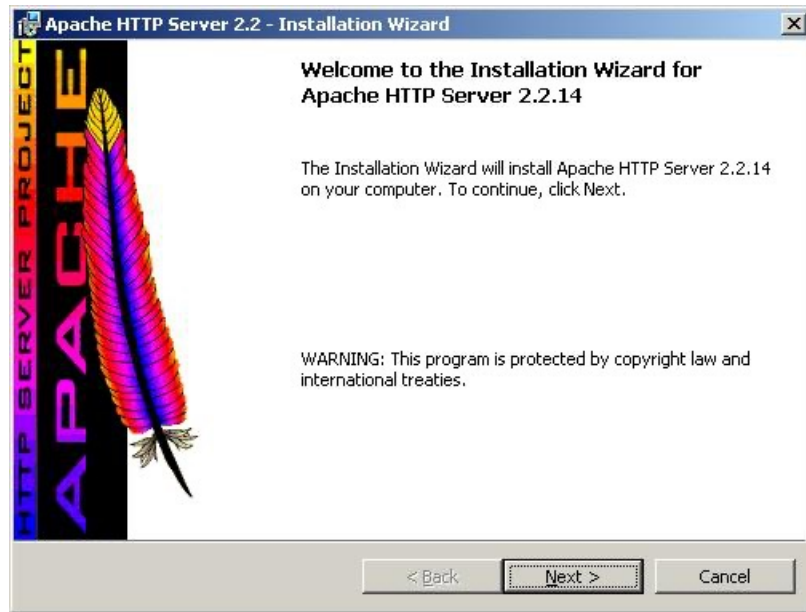 Apache HTTP Server 2.2 - Installation Wizard
HTTP SERVER PROJECT
APACHE
Welcome to the Installation Wizard for
Apache HTTP Server 2.2.14
The Installation Wizard will install Apache HTTP Server 2.2.14
on your computer. To continue, click Next.
WARNING: This program is protected by copyright law and
international treaties.
< Back
Next >
Cancel